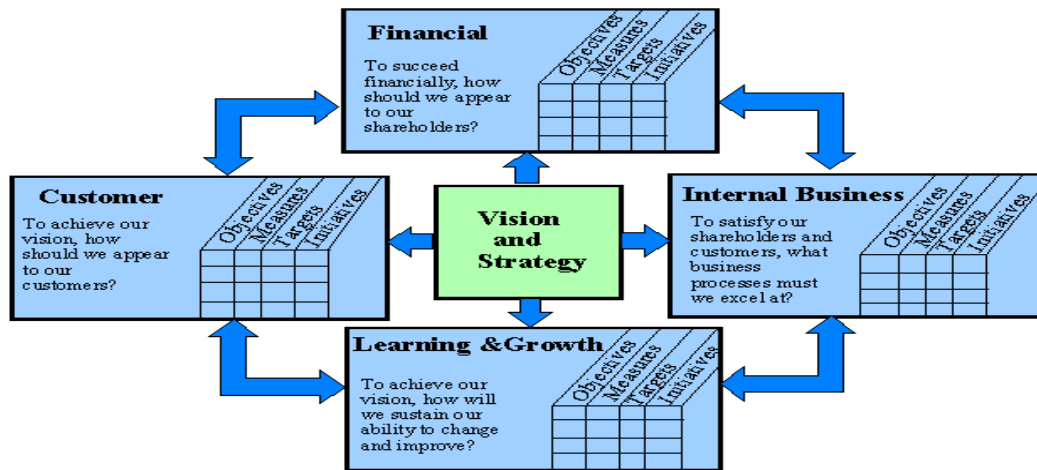 Financial
To succeed
financially, how
should we appear
to our
shareholders?
Objectives
Measures
Targets
Initiatives
Customer
To achieve our
vision, how
should we appear
to our
customers?
Objectives
Measures
Targets
Initiatives
Vision
and
Strategy
Internal Business
To satisfy our
shareholders and
customers, what
business
processes must
we excel at?
Objectives
Measures
Targets
Initiatives
Learning &Growth
To achieve our
vision, how will
we sustain our
ability to change
and improve?
Objectives
Measures
Targets
Initiatives